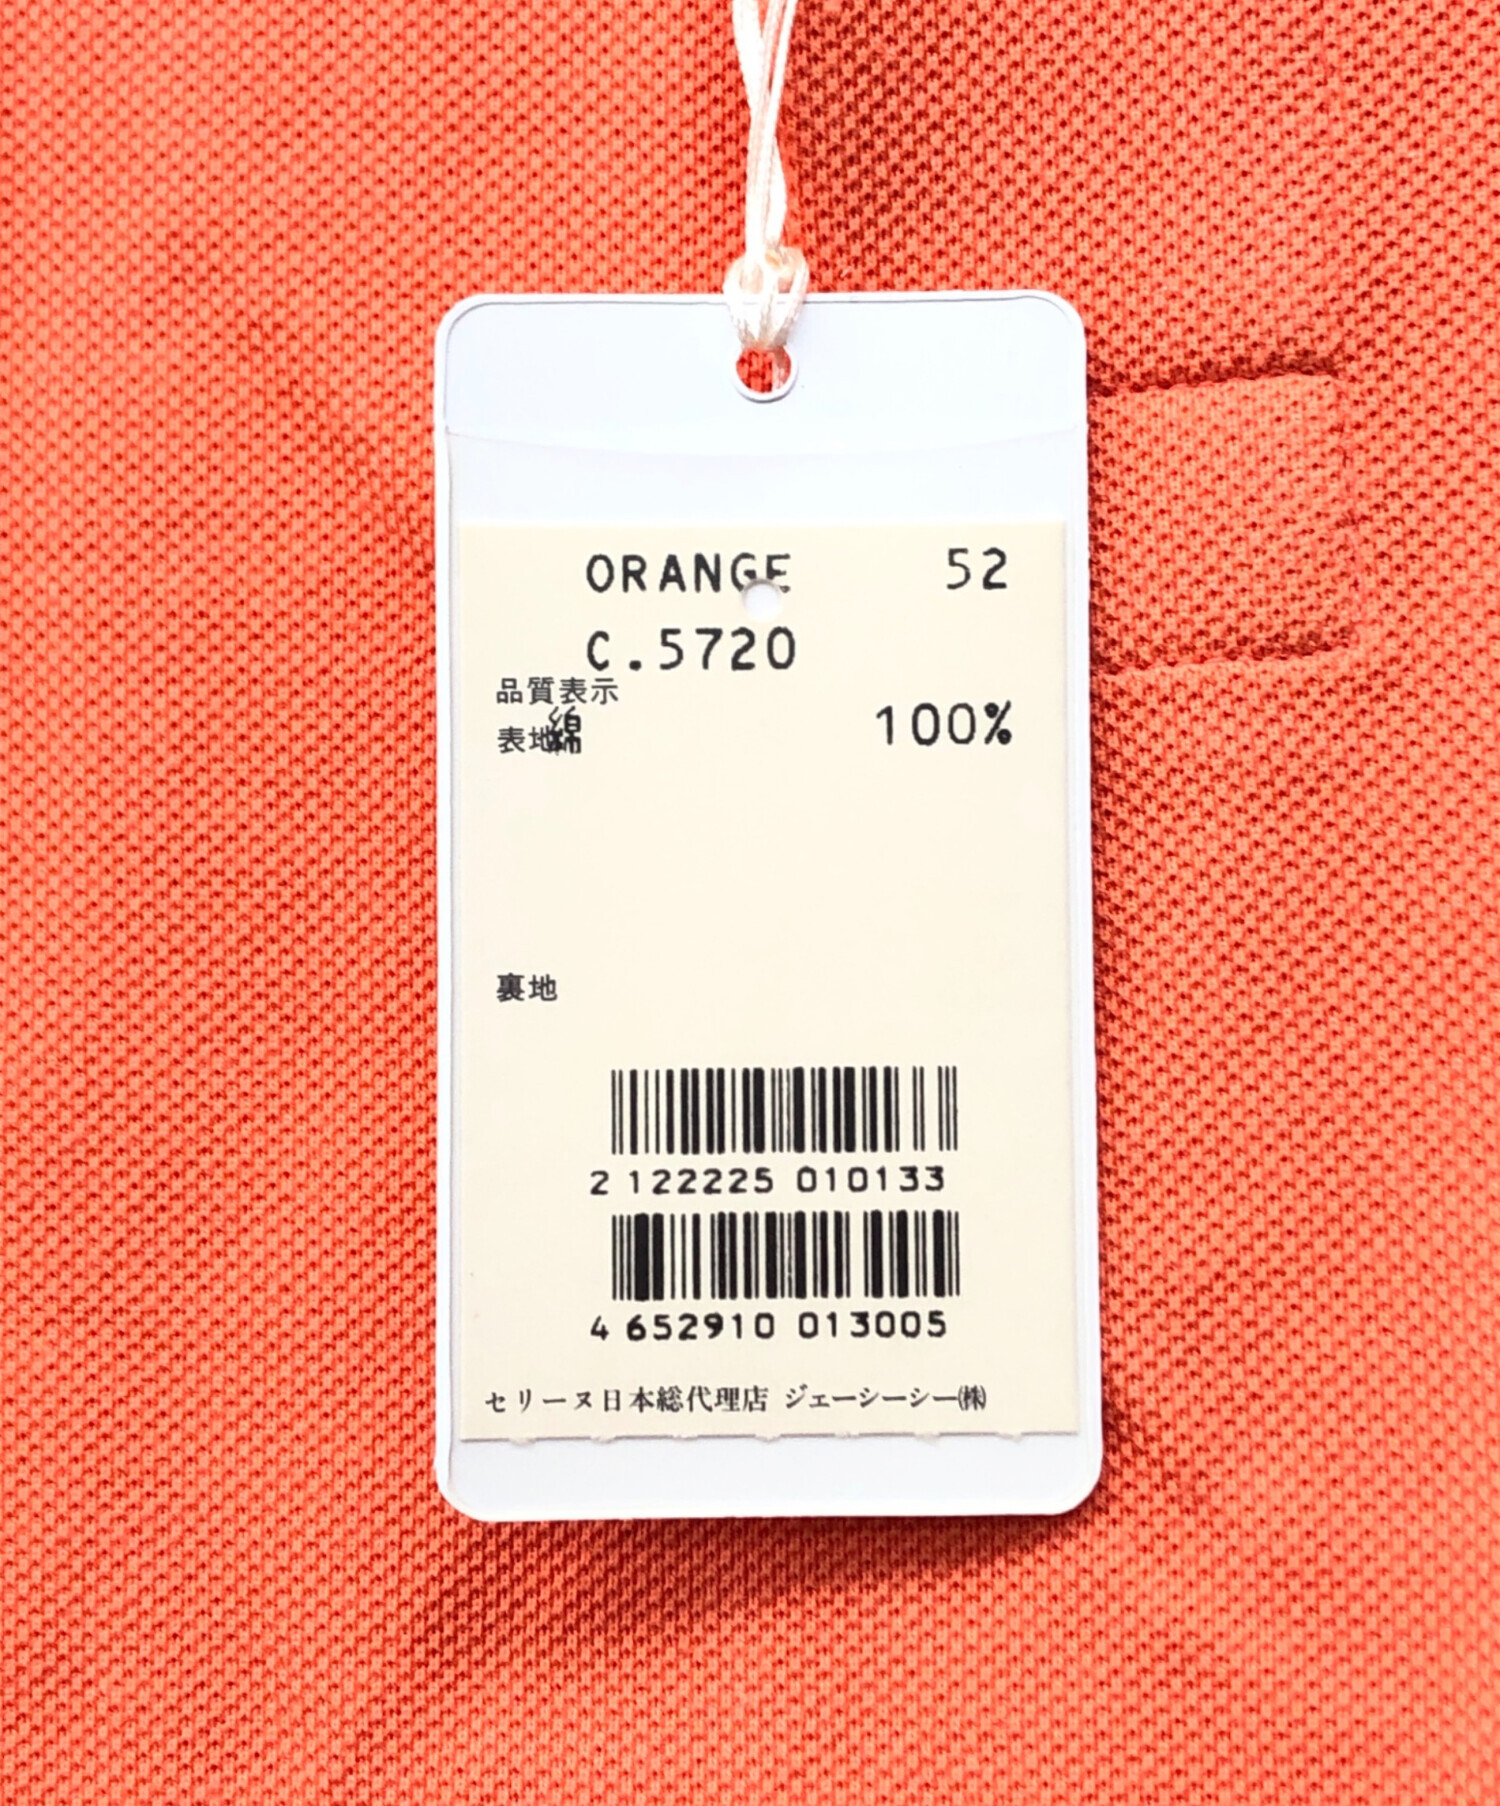 ORANGE 52
C.5720
品質表示
表地綿 100%
裏地
2 122225 010133
4 652910 013005
セリーヌ日本総代理店 ジェーシーシー㈱